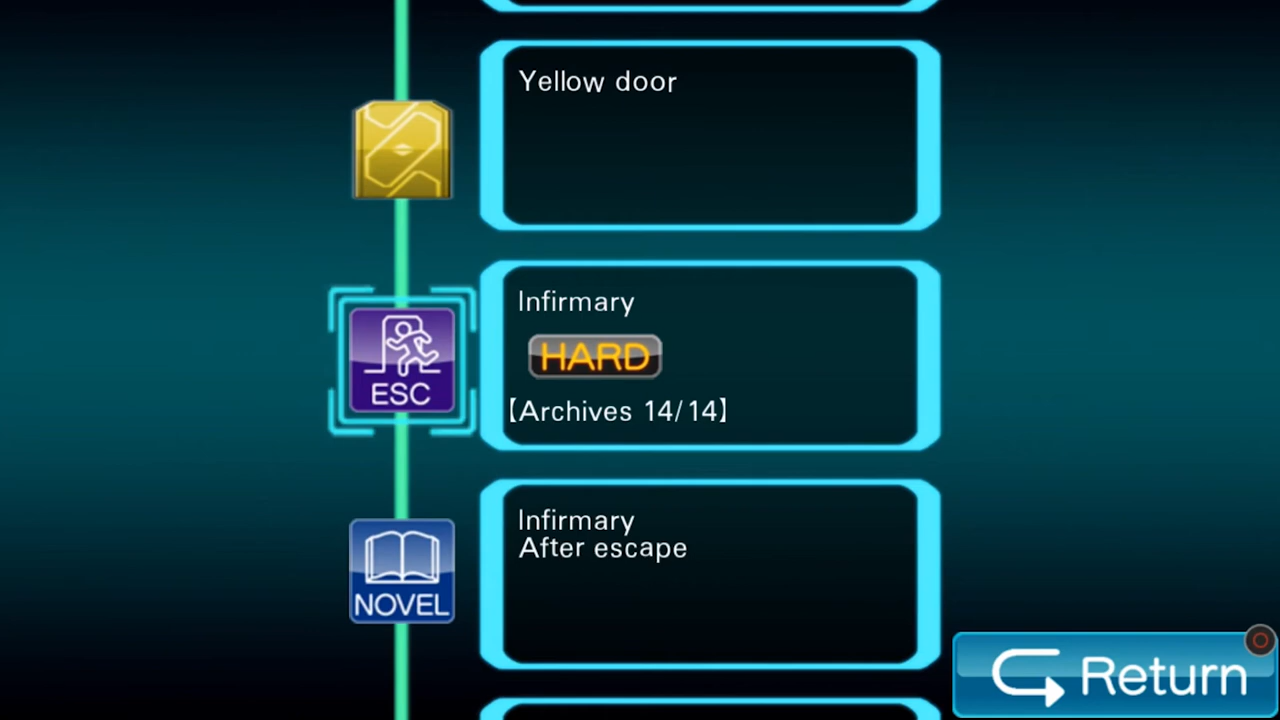 Yellow door
Infirmary
HARD
【Archives 14/14】
ESC
Infirmary
After escape
NOVEL
Return